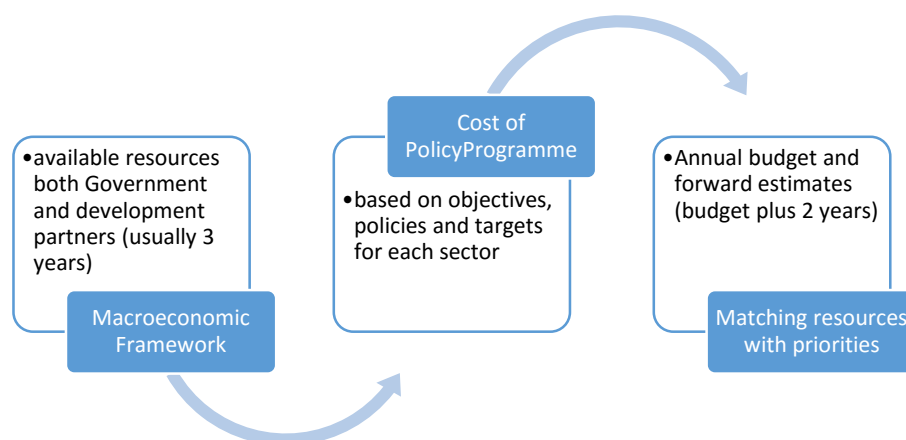 •available resources
both Government
and development
partners (usually 3
years)
Macroeconomic
Framework
Cost of
PolicyProgramme
•based on objectives,
policies and targets
for each sector
•Annual budget and
forward estimates
(budget plus 2 years)
Matching resources
with priorities